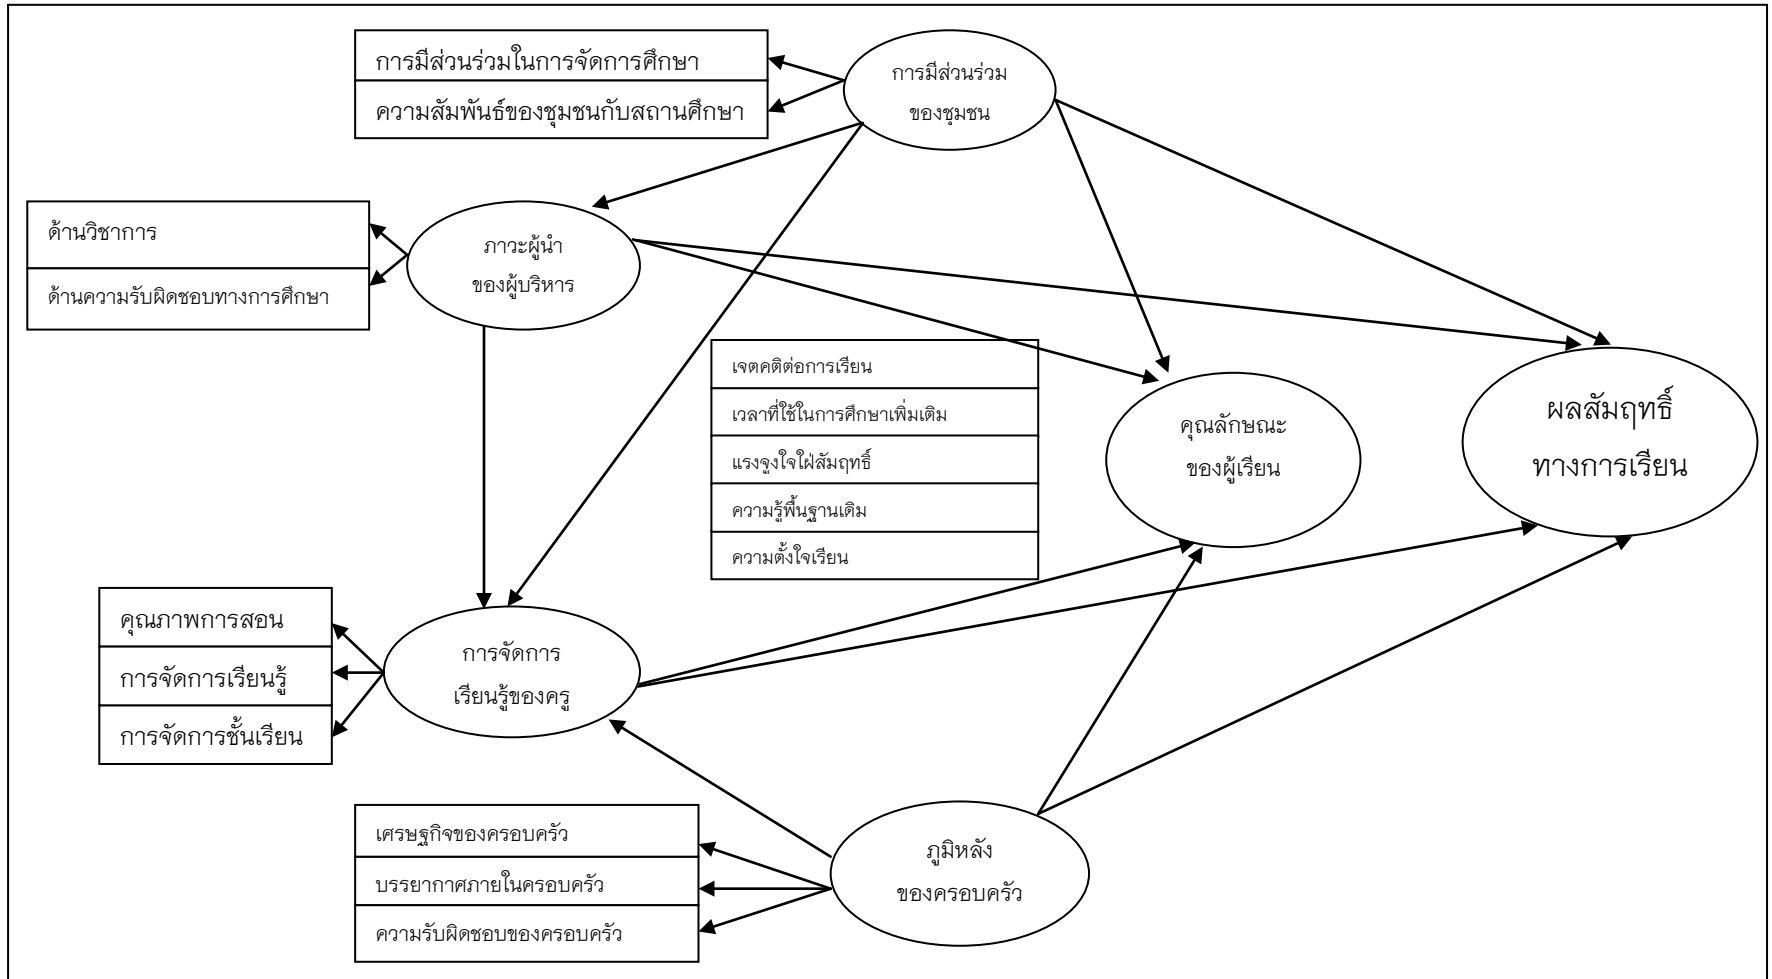 การมีส่วนร่วมในการจัดการศึกษา
ความสัมพันธ์ของชุมชนกับสถานศึกษา
การมีส่วนร่วม
ของชุมชน
ด้านวิชาการ
ด้านความรับผิดชอบทางการศึกษา
ภาวะผู้นำ
ของผู้บริหาร
เจตคติต่อการเรียน
เวลาที่ใช้ในการศึกษาเพิ่มเติม
แรงจูงใจใฝ่สัมฤทธิ์
ความรู้พื้นฐานเดิม
ความตั้งใจเรียน
คุณลักษณะ
ของผู้เรียน
ผลสัมฤทธิ์
ทางการเรียน
คุณภาพการสอน
การจัดการเรียนรู้
การจัดการชั้นเรียน
การจัดการ
เรียนรู้ของครู
เศรษฐกิจของครอบครัว
บรรยากาศภายในครอบครัว
ความรับผิดชอบของครอบครัว
ภูมิหลัง
ของครอบครัว